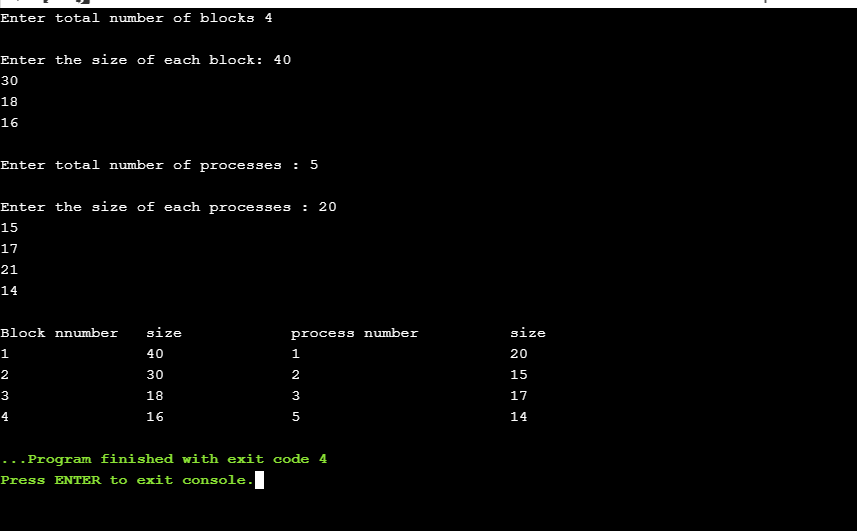 Enter total number of blocks 4
Enter the size of each block: 40
30
18
16
Enter total number of processes : 5
Enter the size of each processes : 20
15
17
21
14
Block nnumber size process number size
1 40 1 20
2 30 2 15
3 18 3 17
4 16 5 14
...Program finished with exit code 4
Press ENTER to exit console.